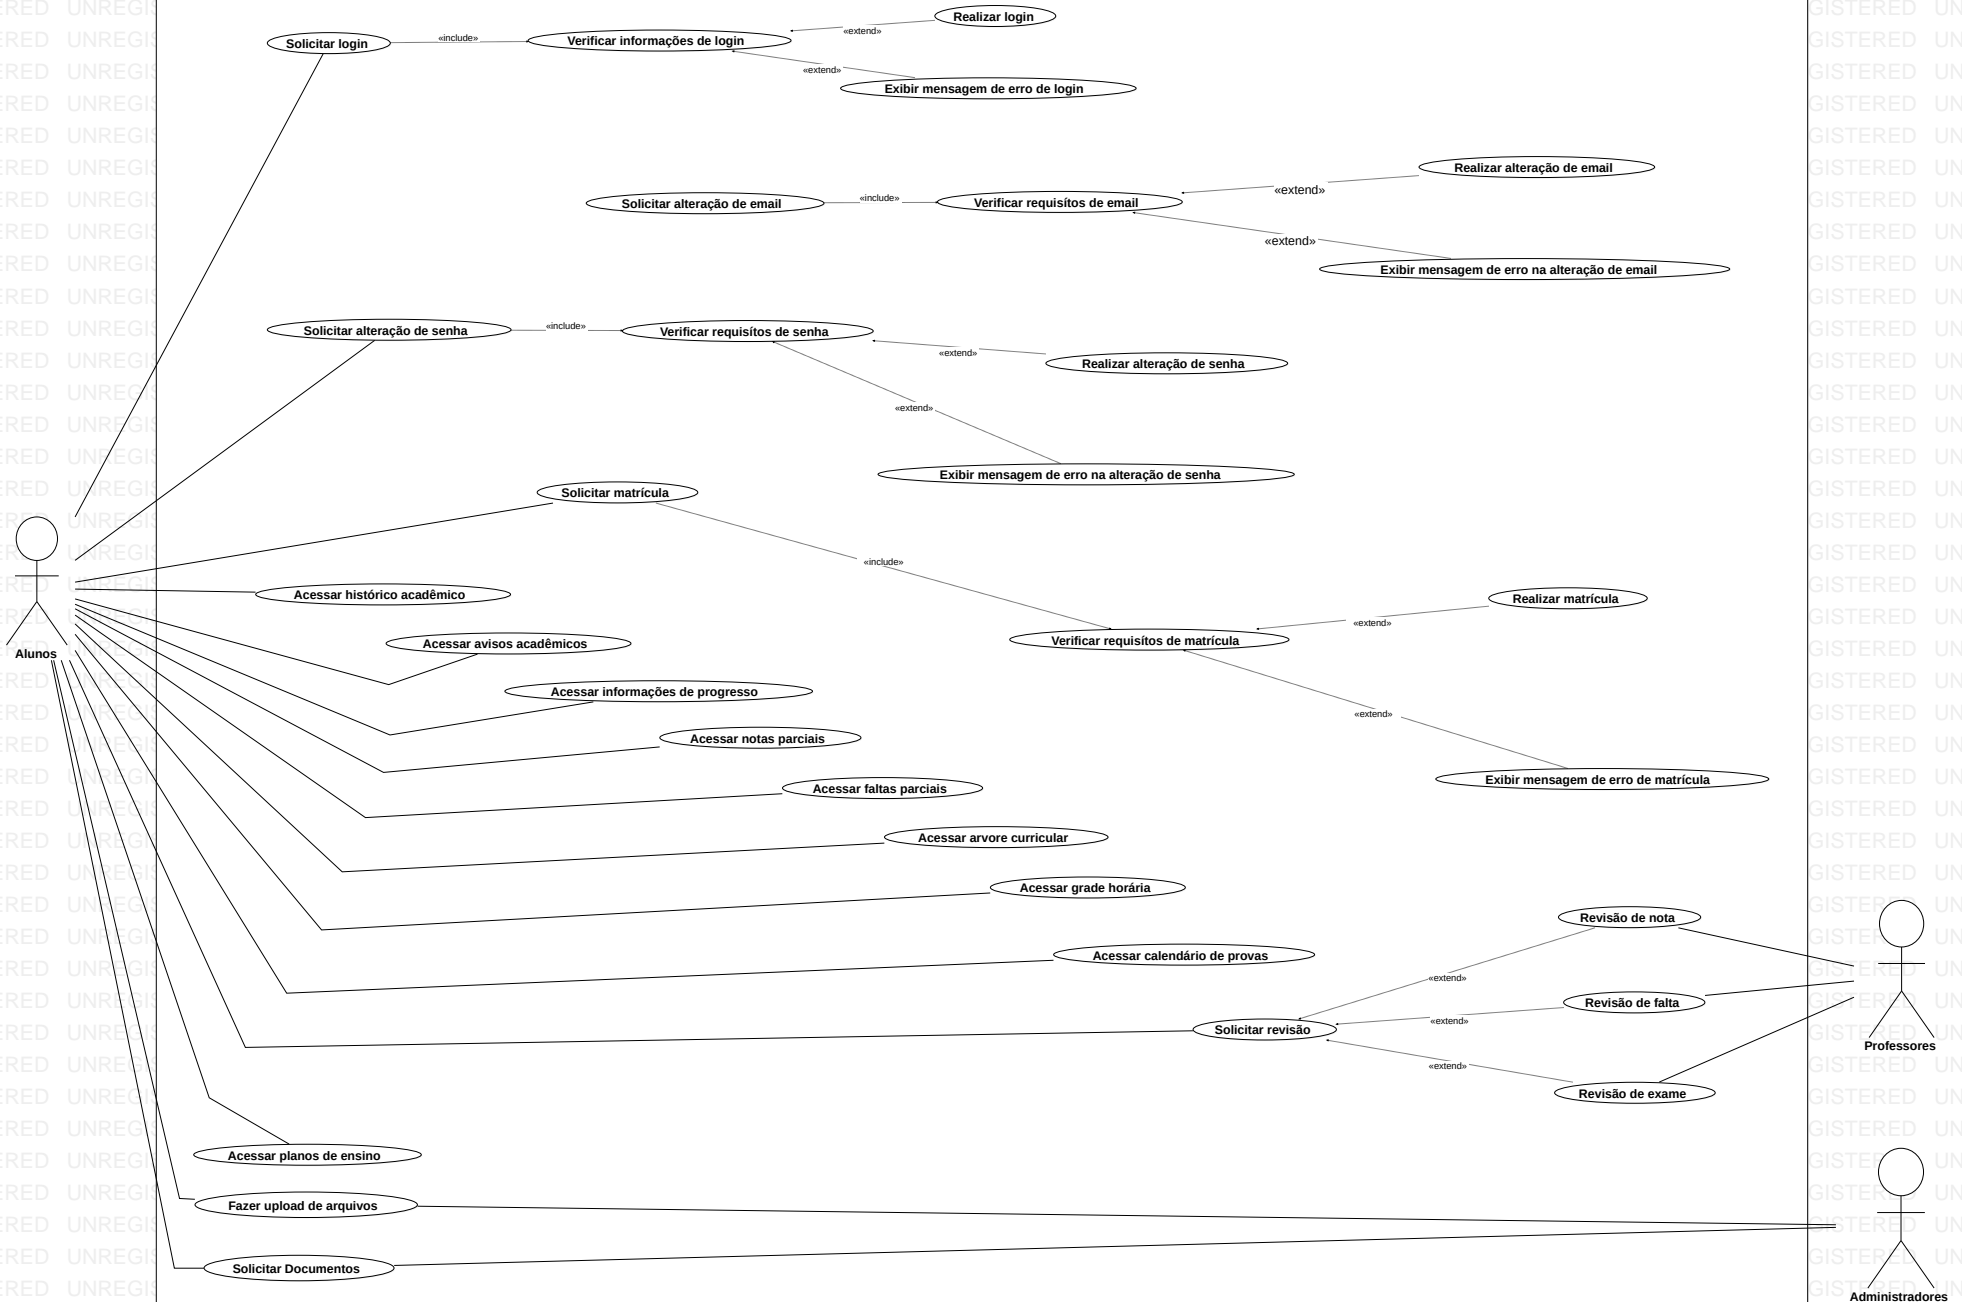 Realizar login
Solicitar login
«include»
Verificar informações de login
«extend»
«extend»
Exibir mensagem de erro de login
Realizar alteração de email
Solicitar alteração de email
«include»
Verificar requisítos de email
«extend»
«extend»
Exibir mensagem de erro na alteração de email
Solicitar alteração de senha
«include»
Verificar requisítos de senha
«extend»
Realizar alteração de senha
«extend»
Exibir mensagem de erro na alteração de senha
Solicitar matrícula
«include»
Acessar histórico acadêmico
Realizar matrícula
«extend»
Verificar requisítos de matrícula
Acessar avisos acadêmicos
Alunos
Acessar informações de progresso
«extend»
Acessar notas parciais
Exibir mensagem de erro de matrícula
Acessar faltas parciais
Acessar arvore curricular
Acessar grade horária
Revisão de nota
Acessar calendário de provas
«extend»
Revisão de falta
«extend»
Solicitar revisão
Professores
«extend»
Revisão de exame
Acessar planos de ensino
Fazer upload de arquivos
Solicitar Documentos
Administradores
UNREGISTERED